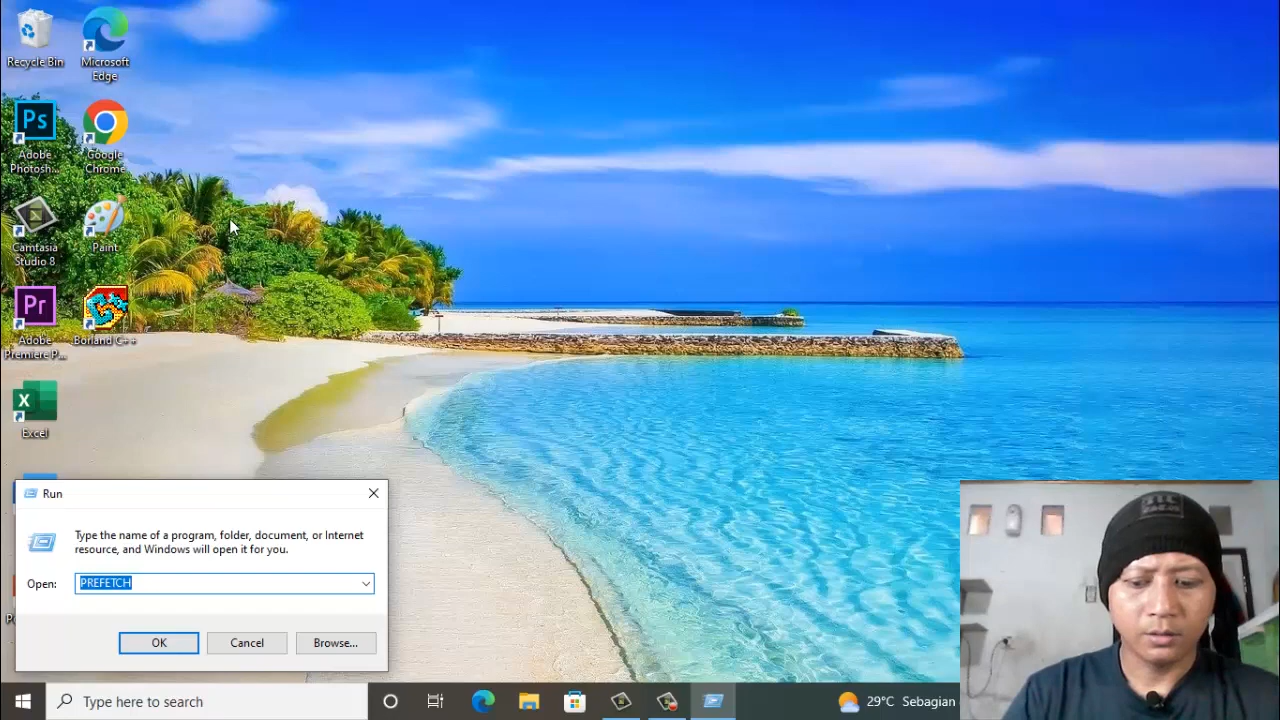 Recycle Bin
Microsoft
Edge
Ps
Adobe
Photosh...
Google
Chrome
Camtasia
Studio 8
Paint
Pr
Adobe
Premiere P...
Borland C++
X
Excel
Run
Type the name of a program, folder, document, or Internet
resource, and Windows will open it for you.
Open:
PREFETCH
OK
Cancel
Browse...
Type here to search
29°C Sebagian